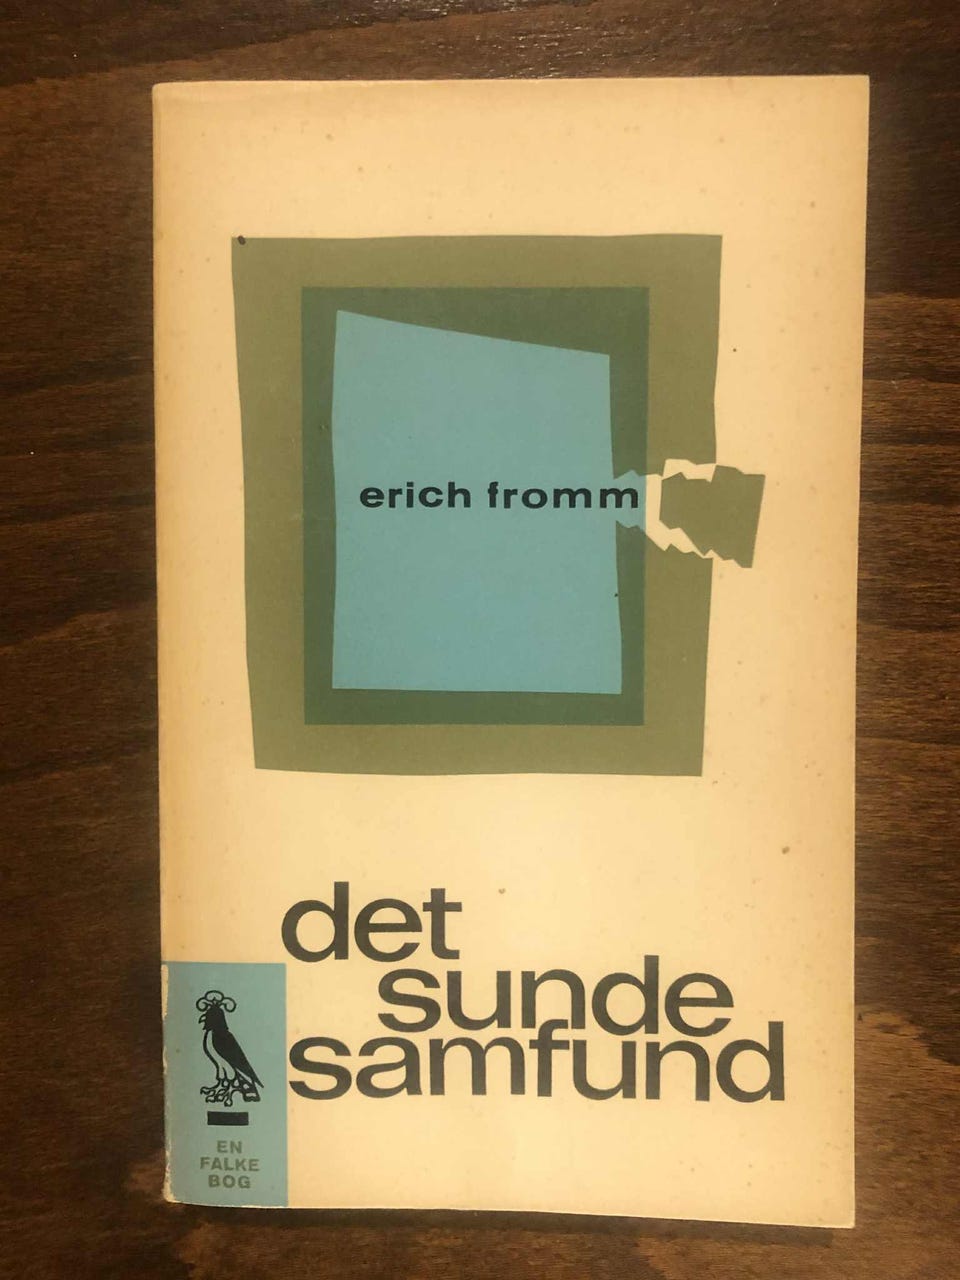 erich fromm
det
sunde
samfund
EN
FALKE
BOG